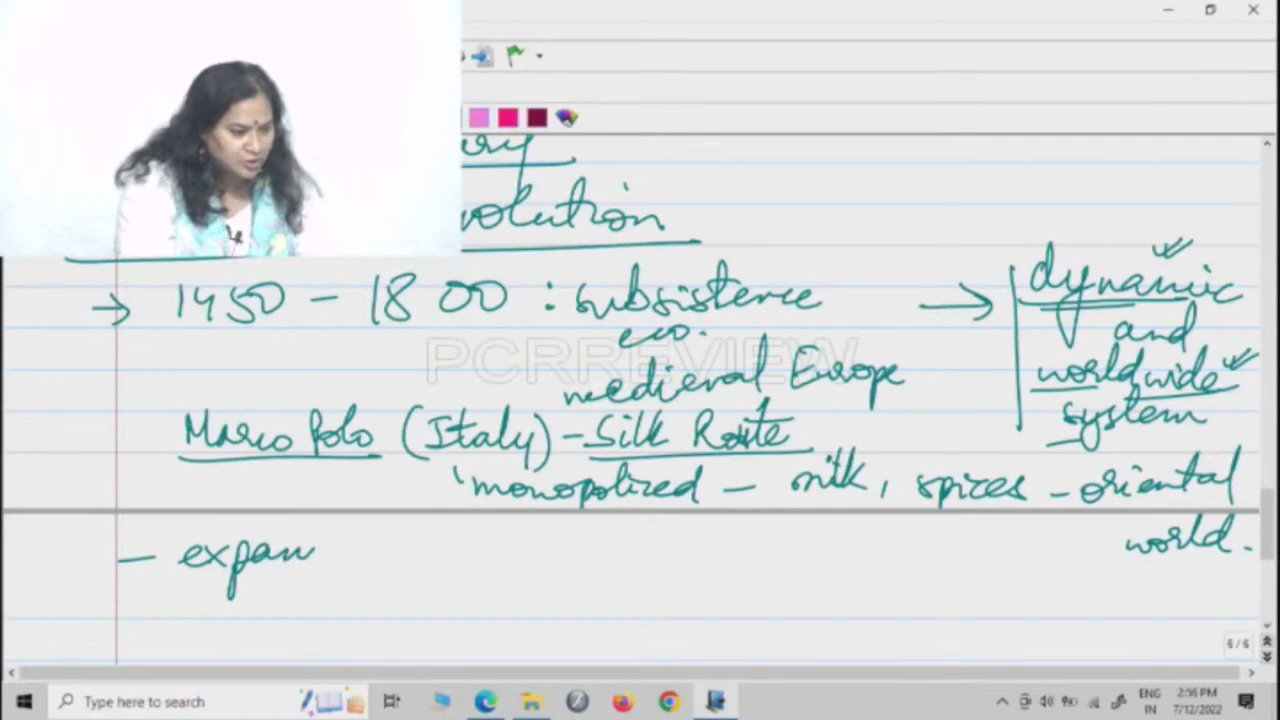 ury
volution
→ 1450 - 1800 : subsistence → dynamic
eco. and
medieval Europe worldwide
system
Marco Polo (Italy) - Silk Route
'monopolized - silk, spices - oriental
world.
- expan
PCRREVIEW
6/6
Type here to search
ENG
IN
2:56 PM
7/12/2022